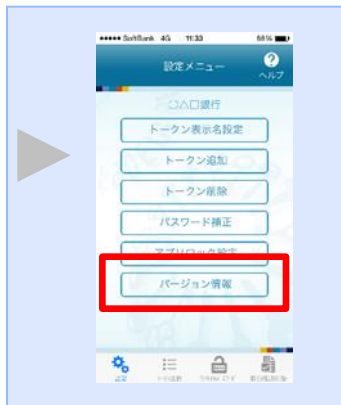 SoftBank 4G 11:33 68%
設定メニュー
?
ヘルプ
〇△口銀行
トークン表示名設定
トークン追加
トークン削除
パスワード補正
アプリロック設定
バージョン情報
設定